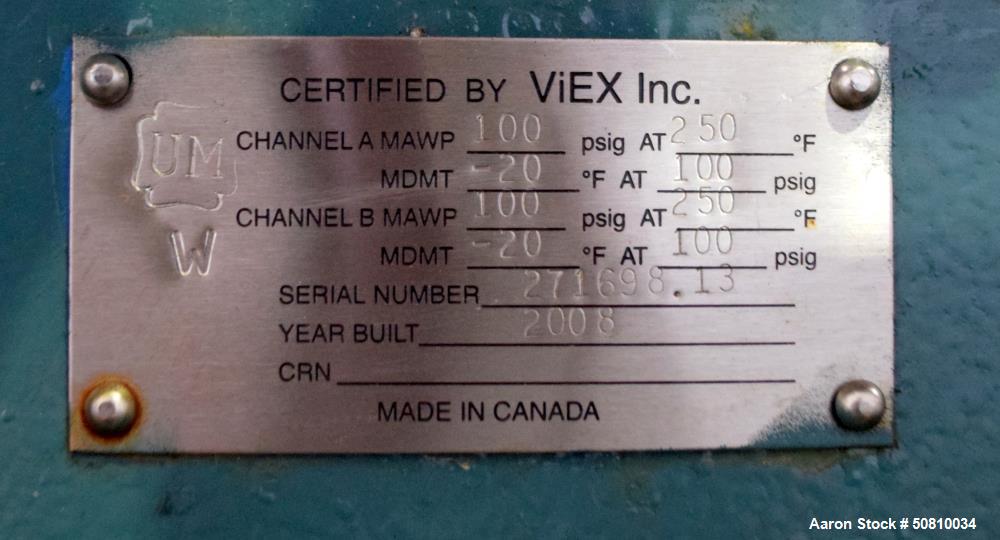 CERTIFIED BY ViEX Inc.
UM
W
CHANNEL A MAWP 100 psig AT 250 °F
MDMT -20 °F AT 100 psig
CHANNEL B MAWP 100 psig AT 250 °F
MDMT -20 °F AT 100 psig
SERIAL NUMBER 271698.13
YEAR BUILT 2008
CRN
MADE IN CANADA
Aaron Stock # 50810034